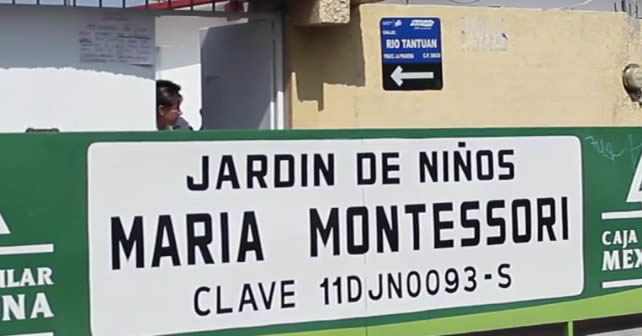 CALLE:
RIO TANTUAN
JARDIN DE NIÑOS
MARIA MONTESSORI
CLAVE 11DJN0093-S
ILAR
NA
CAJA
MEX